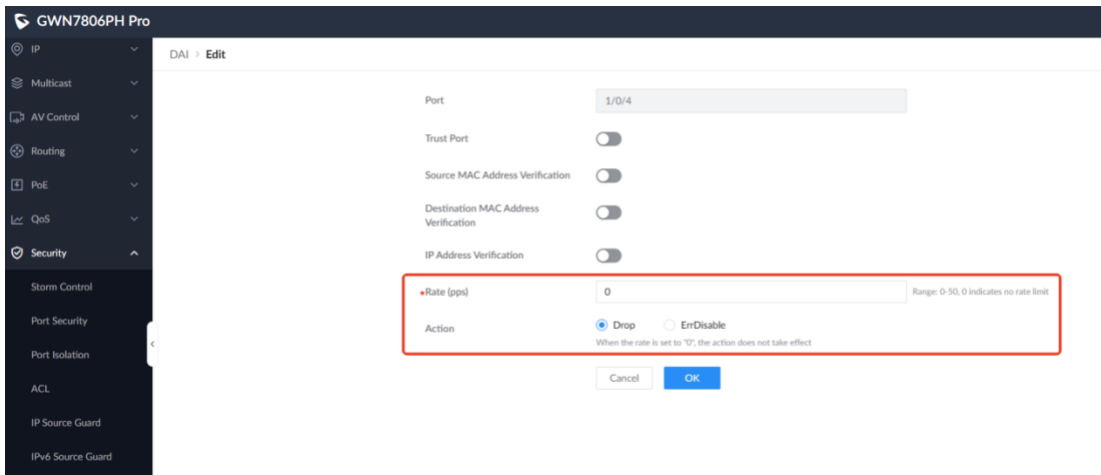 GWN7806PH Pro
IP
Multicast
AV Control
Routing
PoE
QoS
Security
Storm Control
Port Security
Port Isolation
ACL
IP Source Guard
IPv6 Source Guard
DAI > Edit
Port
1/0/4
Trust Port
Source MAC Address Verification
Destination MAC Address
Verification
IP Address Verification
*Rate (pps)
0
Range: 0-50, 0 indicates no rate limit
Action
Drop
ErrDisable
When the rate is set to "0", the action does not take effect
Cancel
OK